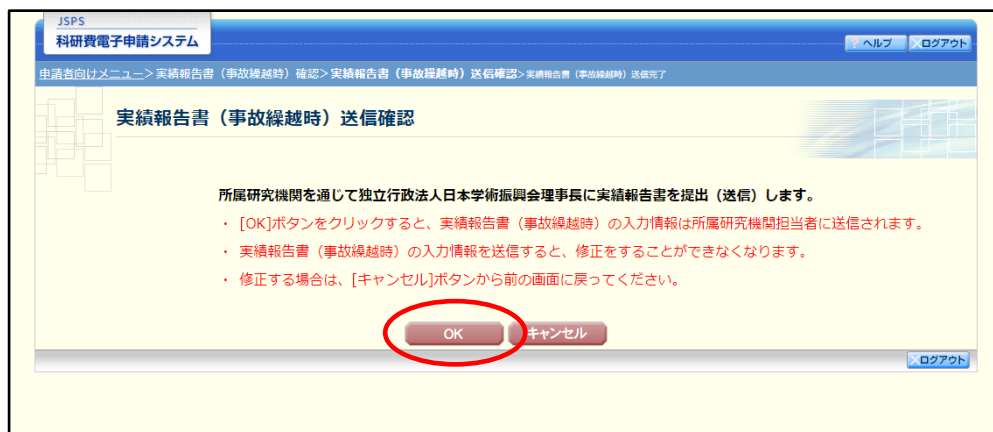 JSPS
科研費電子申請システム
? ヘルプ
ログアウト
申請者向けメニュー>実績報告書（事故繰越時）確認>実績報告書（事故繰越時）送信確認>実績報告書（事故繰越時）送信完了
実績報告書（事故繰越時）送信確認
所属研究機関を通じて独立行政法人日本学術振興会理事長に実績報告書を提出（送信）します。
・ [OK]ボタンをクリックすると、実績報告書（事故繰越時）の入力情報は所属研究機関担当者に送信されます。
・ 実績報告書（事故繰越時）の入力情報を送信すると、修正をすることができなくなります。
・ 修正する場合は、[キャンセル]ボタンから前の画面に戻ってください。
OK
キャンセル
ログアウト